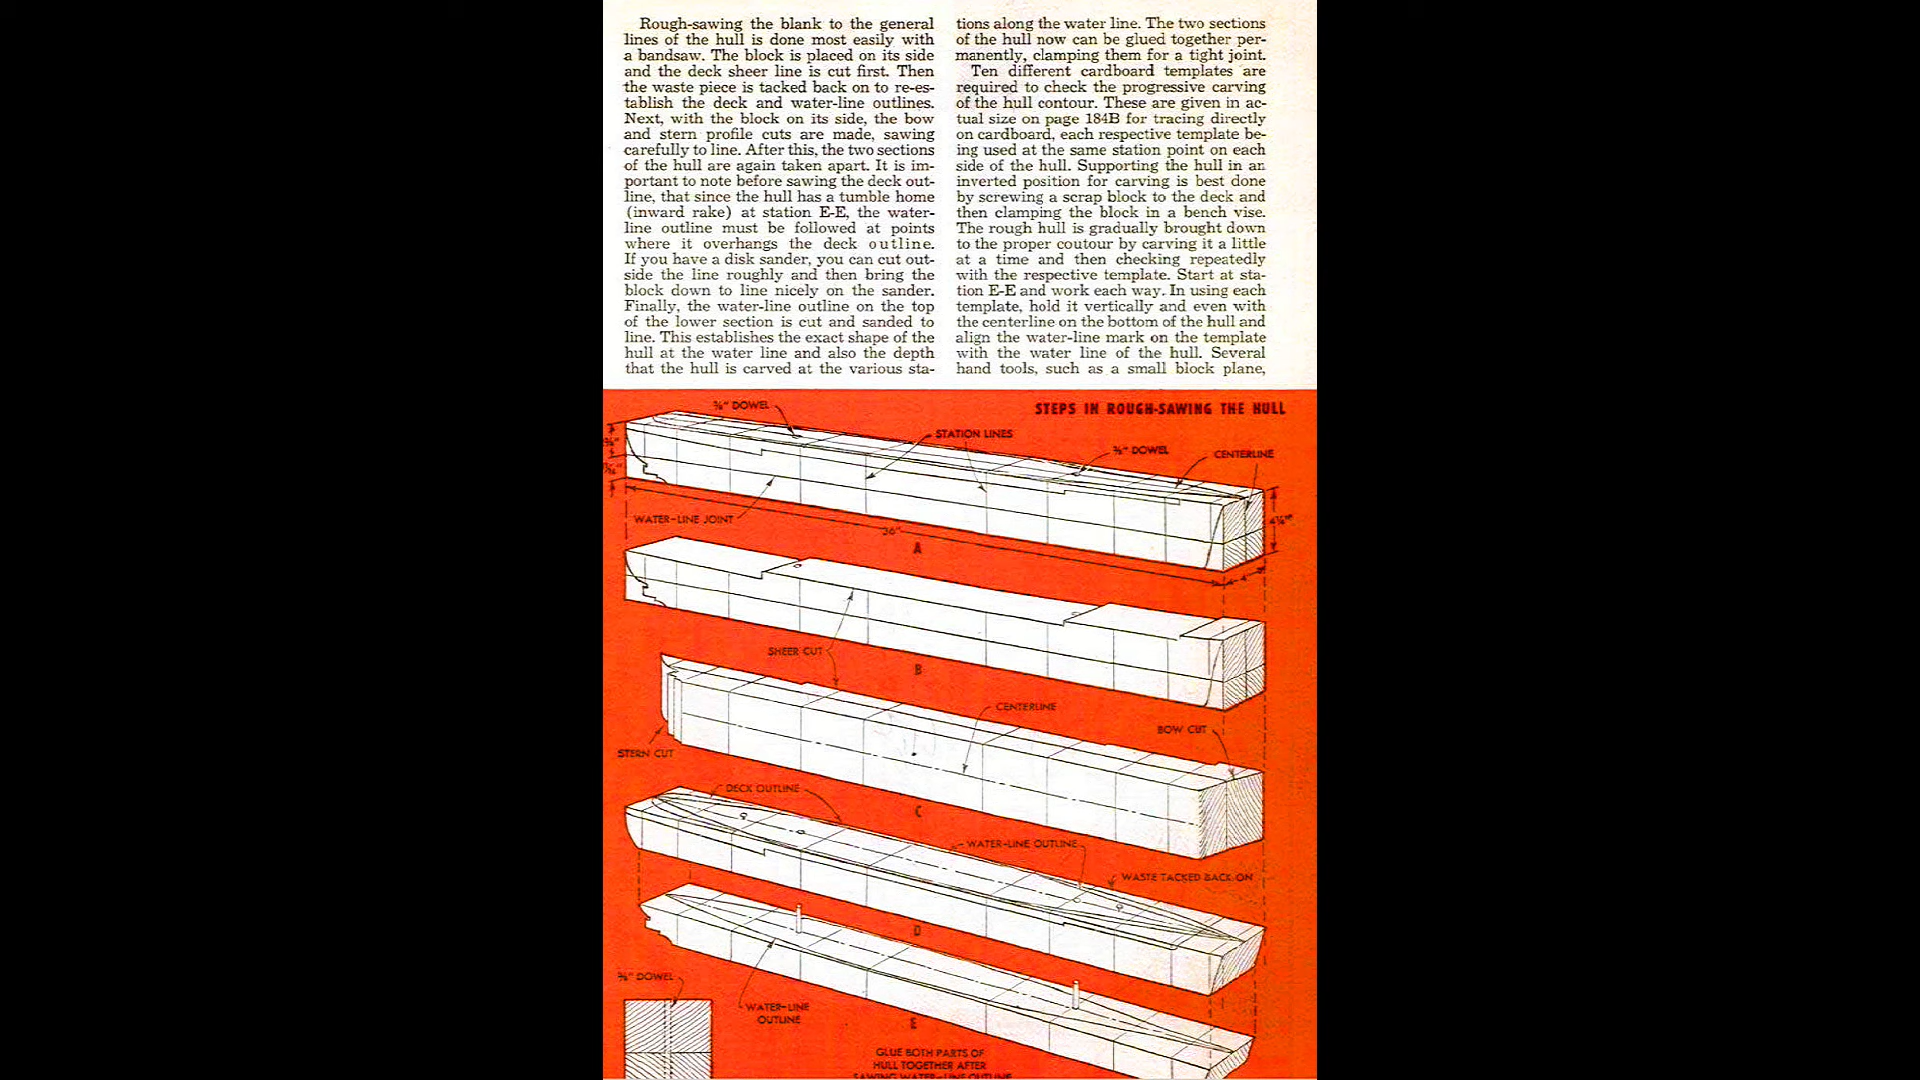 Rough-sawing the blank to the general
lines of the hull is done most easily with
a bandsaw. The block is placed on its side
and the deck sheer line is cut first. Then
the waste piece is tacked back on to re-es-
tablish the deck and water-line outlines.
Next, with the block on its side, the bow
and stern profile cuts are made, sawing
carefully to line. After this, the two sections
of the hull are again taken apart. It is im-
portant to note before sawing the deck out-
line, that since the hull has a tumble home
(inward rake) at station E-E, the water-
line outline must be followed at points
where it overhangs the deck outline.
If you have a disk sander, you can cut out-
side the line roughly and then bring the
block down to line nicely on the sander.
Finally, the water-line outline on the top
of the lower section is cut and sanded to
line. This establishes the exact shape of the
hull at the water line and also the depth
that the hull is carved at the various sta-
tions along the water line. The two sections
of the hull now can be glued together per-
manently, clamping them for a tight joint.
Ten different cardboard templates are
required to check the progressive carving
of the hull contour. These are given in ac-
tual size on page 184B for tracing directly
on cardboard, each respective template be-
ing used at the same station point on each
side of the hull. Supporting the hull in an
inverted position for carving is best done
by screwing a scrap block to the deck and
then clamping the block in a bench vise.
The rough hull is gradually brought down
to the proper coutour by carving it a little
at a time and then checking repeatedly
with the respective template. Start at sta-
tion E-E and work each way. In using each
template, hold it vertically and even with
the centerline on the bottom of the hull and
align the water-line mark on the template
with the water line of the hull. Several
hand tools, such as a small block plane,
STEPS IN ROUGH-SAWING THE HULL
DOWEL
STATION LINES
DOWEL
CENTERLINE
WATER-LINE JOINT
36"
A
SHEER CUT
B
CENTERLINE
BOW CUT
STERN CUT
DECK OUTLINE
C
WATER-LINE OUTLINE
WASTE TACKED BACK ON
D
DOWEL
WATER-LINE
OUTLINE
E
GLUE BOTH PARTS OF
HULL TOGETHER AFTER
SAWING WATER-LINE OUTLINE